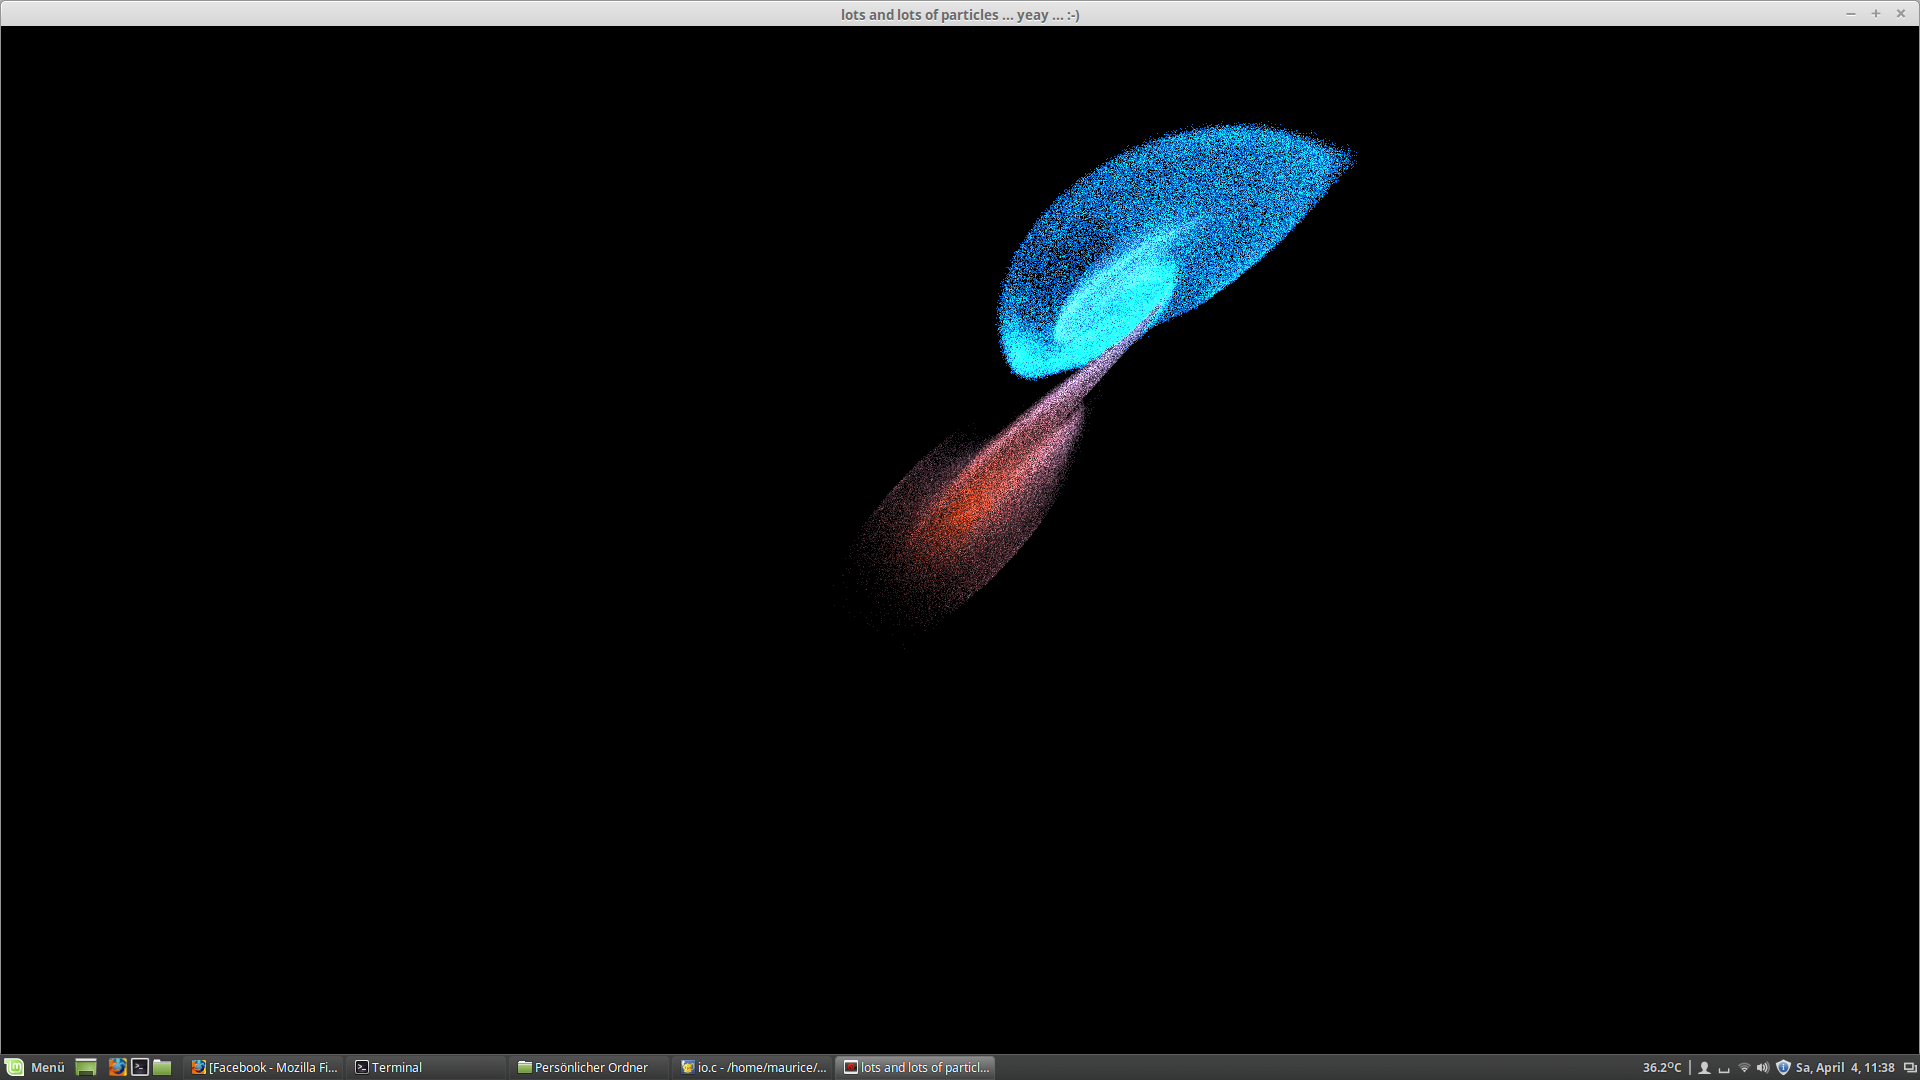 lots and lots of particles ... yeay ... :-)
Menü
[Facebook - Mozilla Fi...
Terminal
Persönlicher Ordner
io.c - /home/maurice/...
lots and lots of particl...
36.2°C
Sa, April 4, 11:38